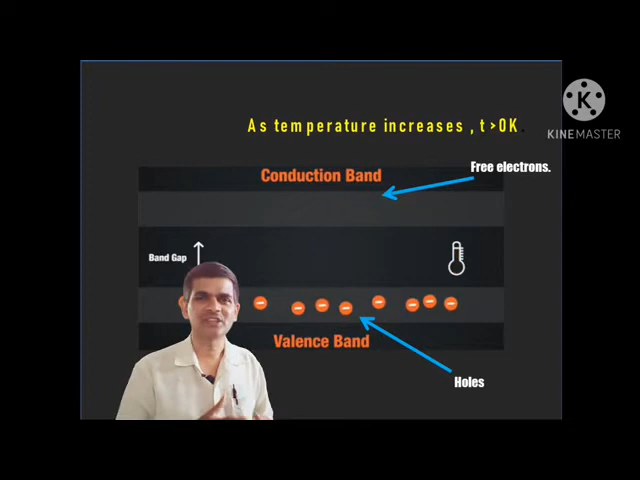 As temperature increases , t >0K.
KINEMASTER
Free electrons.
Conduction Band
Band Gap
Valence Band
Holes